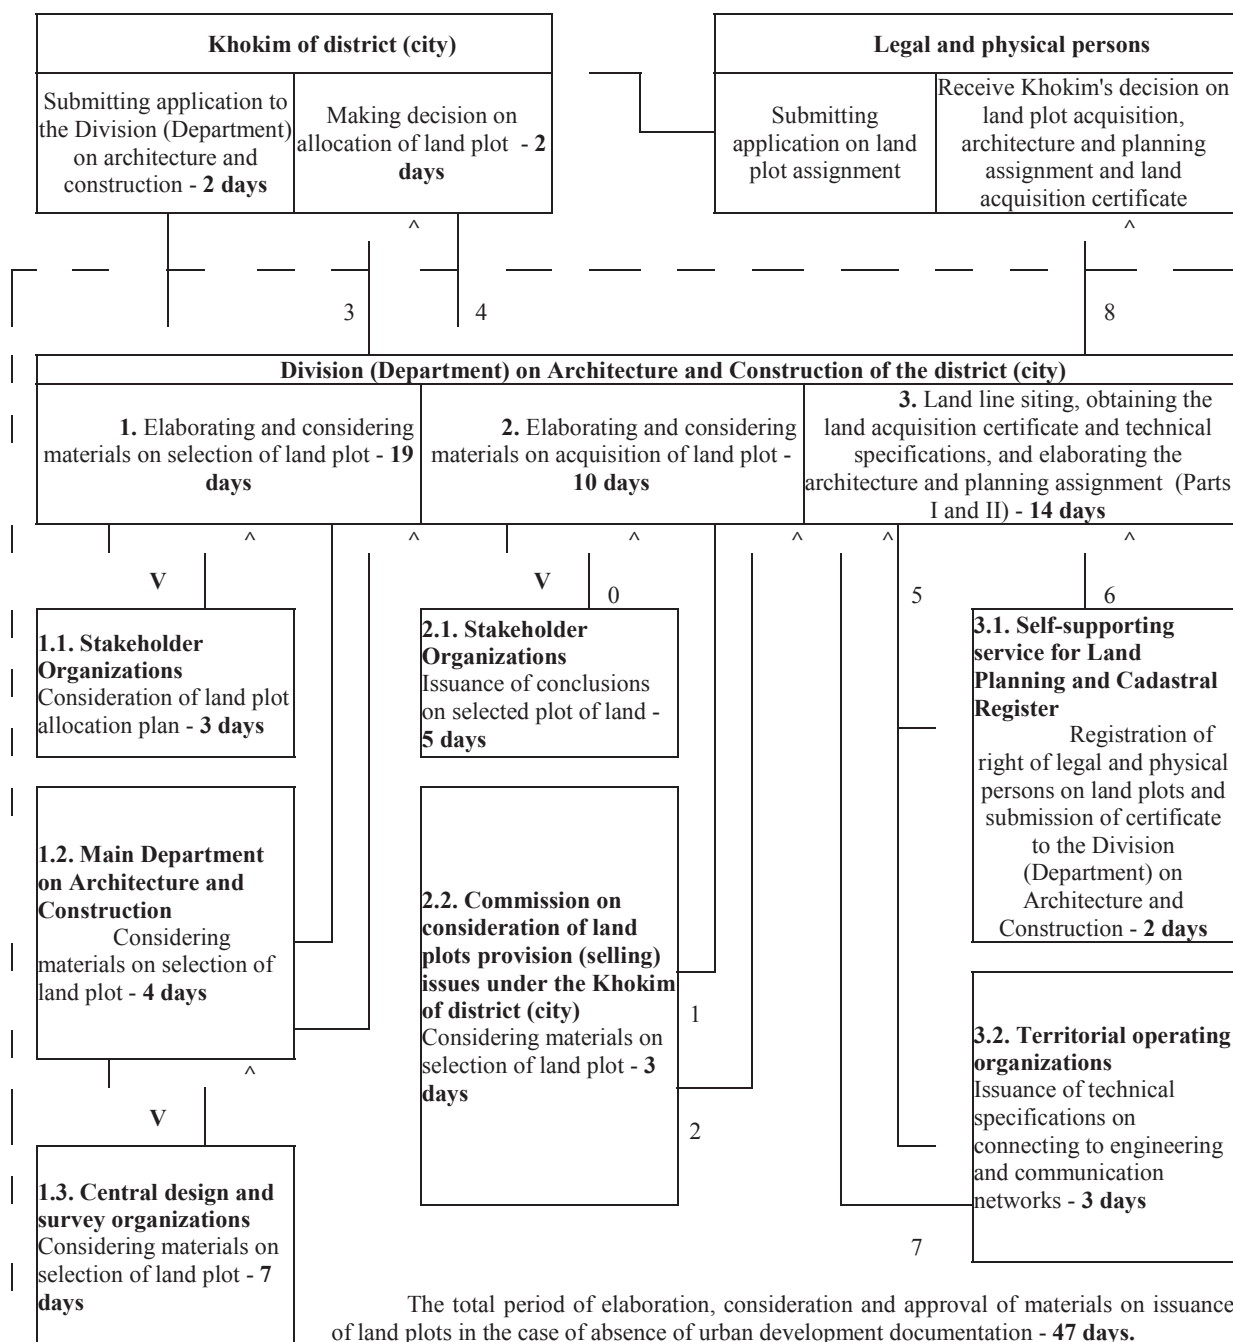 Khokim of district (city)
Submitting application to
the Division (Department)
on architecture and
construction - 2 days
Making decision on
allocation of land plot - 2
days
Legal and physical persons
Submitting
application on land
plot assignment
Receive Khokim's decision on
land plot acquisition,
architecture and planning
assignment and land
acquisition certificate
^
^
3
4
8
Division (Department) on Architecture and Construction of the district (city)
1. Elaborating and considering
materials on selection of land plot - 19
days
2. Elaborating and considering
materials on acquisition of land plot -
10 days
3. Land line siting, obtaining the
land acquisition certificate and technical
specifications, and elaborating the
architecture and planning assignment (Parts
I and II) - 14 days
^
^
^
^
^
^
V
V
0
5
6
1.1. Stakeholder
Organizations
Consideration of land plot
allocation plan - 3 days
2.1. Stakeholder
Organizations
Issuance of conclusions
on selected plot of land -
5 days
3.1. Self-supporting
service for Land
Planning and Cadastral
Register
Registration of
right of legal and physical
persons on land plots and
submission of certificate
to the Division
(Department) on
Architecture and
Construction - 2 days
1.2. Main Department
on Architecture and
Construction
Considering
materials on selection of
land plot - 4 days
2.2. Commission on
consideration of land
plots provision (selling)
issues under the Khokim
of district (city)
Considering materials on
selection of land plot - 3
days
1
2
3.2. Territorial operating
organizations
Issuance of technical
specifications on
connecting to engineering
and communication
networks - 3 days
^
V
7
1.3. Central design and
survey organizations
Considering materials on
selection of land plot - 7
days
The total period of elaboration, consideration and approval of materials on issuance
of land plots in the case of absence of urban development documentation - 47 days.